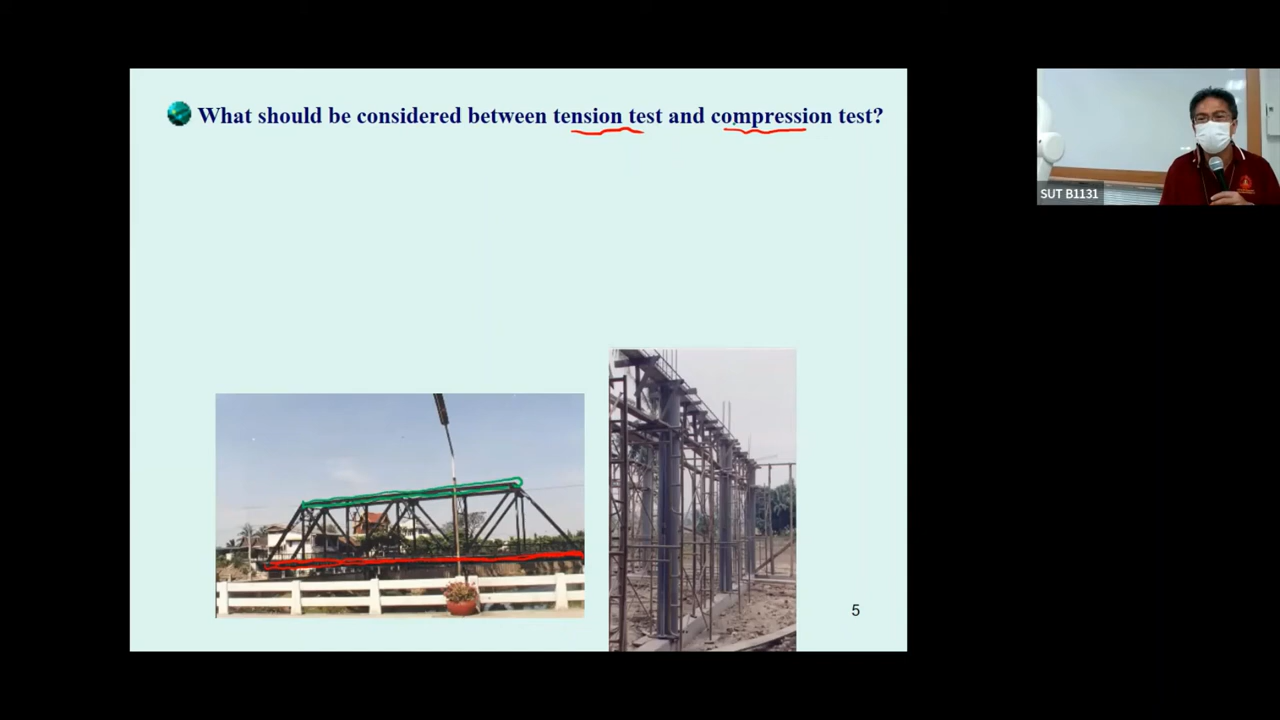 What should be considered between tension test and compression test?
SUT B1131
5